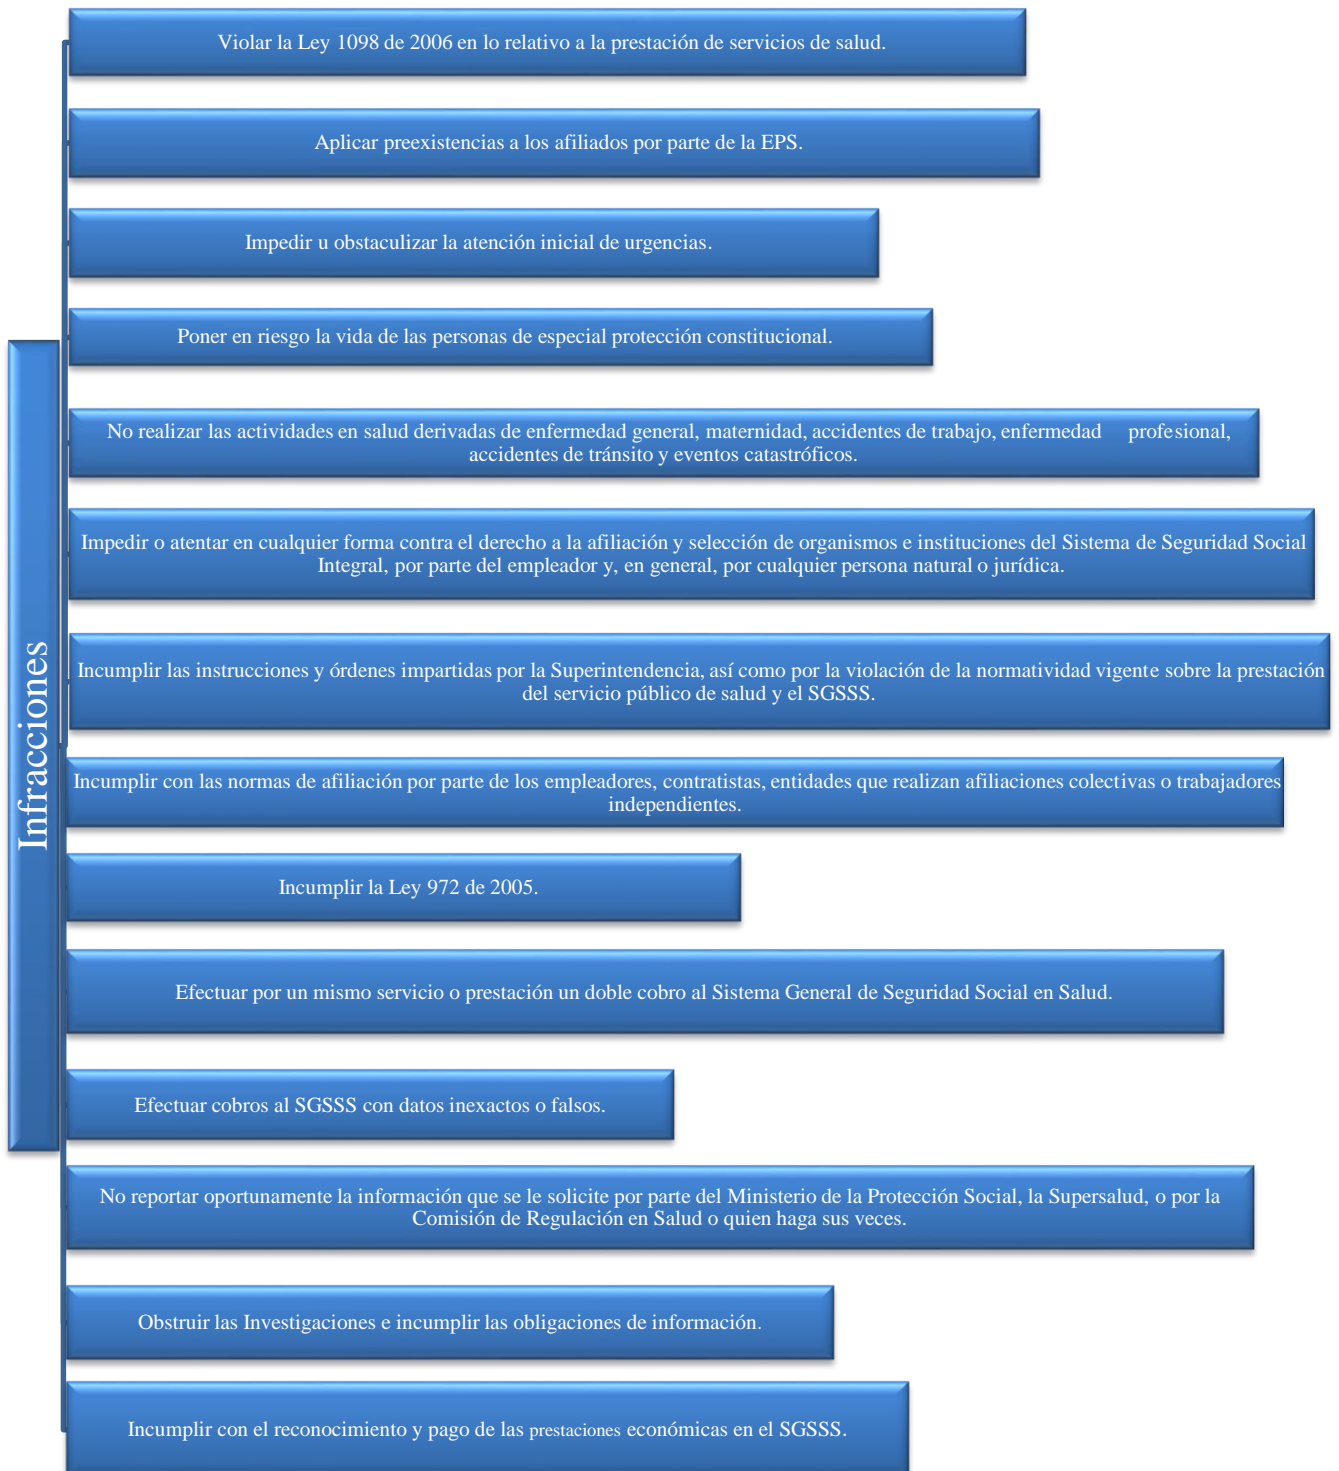 Infracciones
Violar la Ley 1098 de 2006 en lo relativo a la prestación de servicios de salud.
Aplicar preexistencias a los afiliados por parte de la EPS.
Impedir u obstaculizar la atención inicial de urgencias.
Poner en riesgo la vida de las personas de especial protección constitucional.
No realizar las actividades en salud derivadas de enfermedad general, maternidad, accidentes de trabajo, enfermedad profesional,
accidentes de tránsito y eventos catastróficos.
Impedir o atentar en cualquier forma contra el derecho a la afiliación y selección de organismos e instituciones del Sistema de Seguridad Social
Integral, por parte del empleador y, en general, por cualquier persona natural o jurídica.
Incumplir las instrucciones y órdenes impartidas por la Superintendencia, así como por la violación de la normatividad vigente sobre la prestación
del servicio público de salud y el SGSSS.
Incumplir con las normas de afiliación por parte de los empleadores, contratistas, entidades que realizan afiliaciones colectivas o trabajadores
independientes.
Incumplir la Ley 972 de 2005.
Efectuar por un mismo servicio o prestación un doble cobro al Sistema General de Seguridad Social en Salud.
Efectuar cobros al SGSSS con datos inexactos o falsos.
No reportar oportunamente la información que se le solicite por parte del Ministerio de la Protección Social, la Supersalud, o por la
Comisión de Regulación en Salud o quien haga sus veces.
Obstruir las Investigaciones e incumplir las obligaciones de información.
Incumplir con el reconocimiento y pago de las prestaciones económicas en el SGSSS.